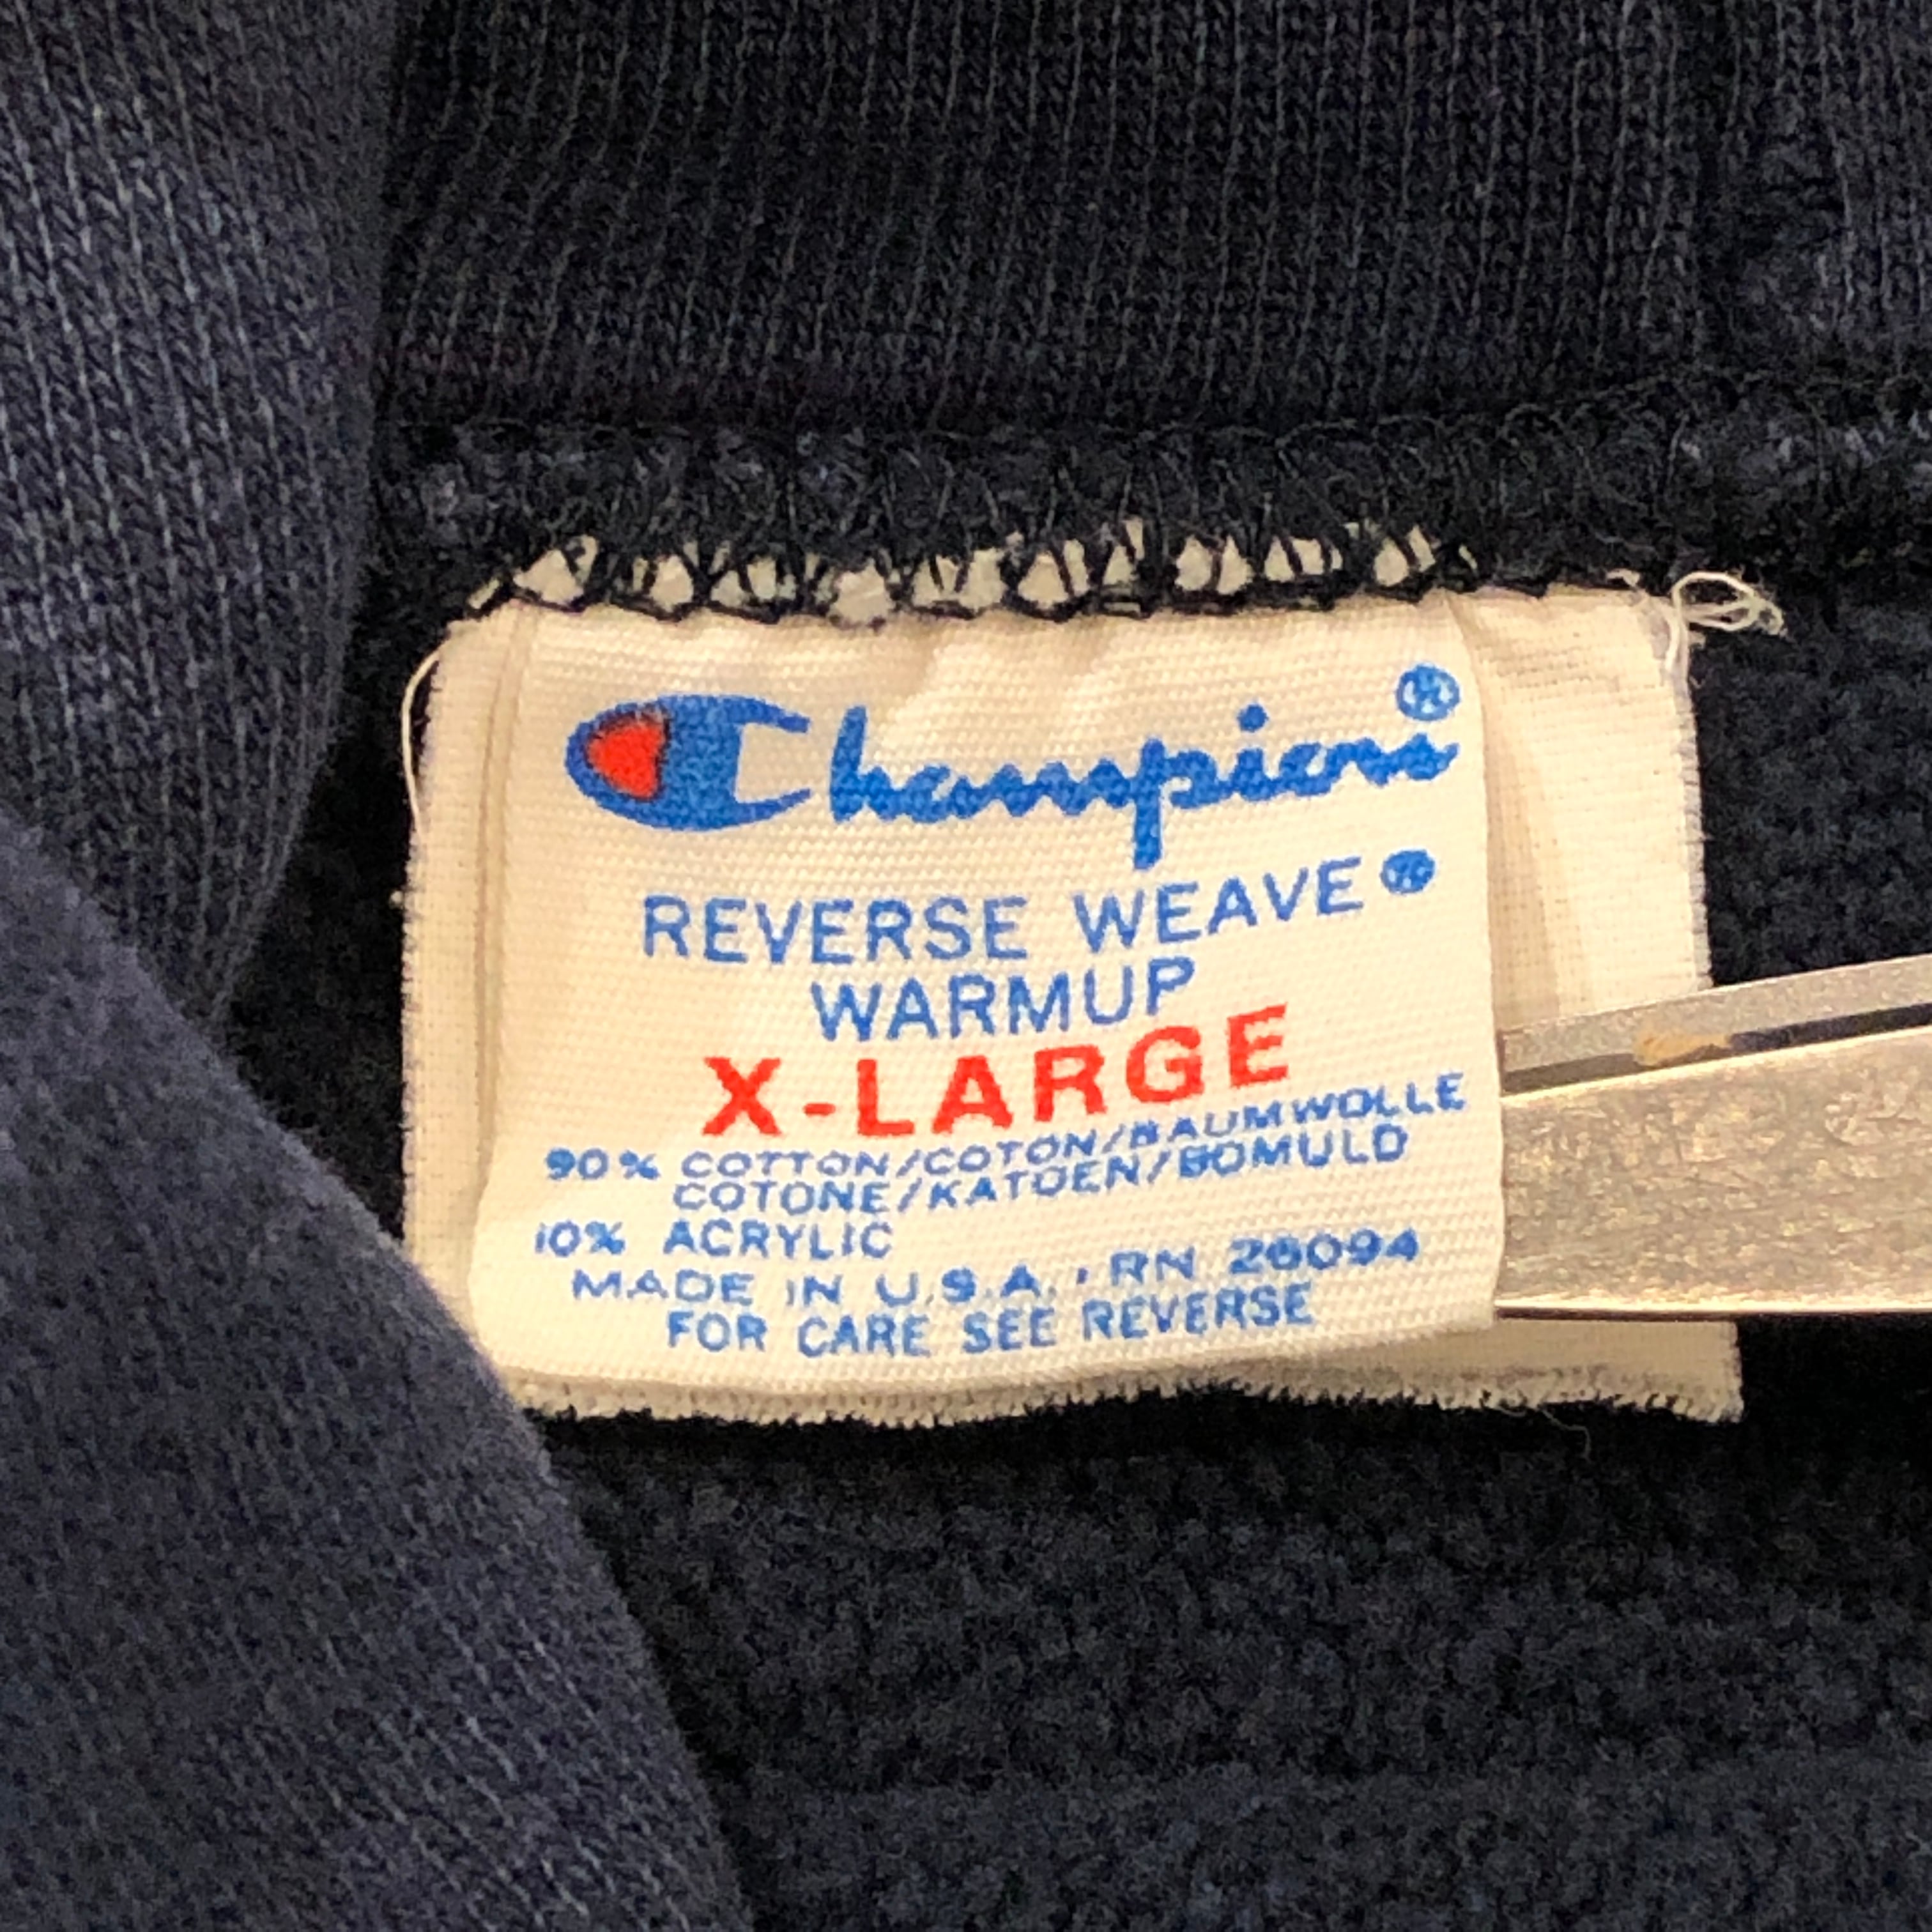 Champion®
REVERSE WEAVE®
WARMUP
X-LARGE
90% COTTON/COTON/BAUMWOLLE
COTONE/KATOEN/BOMULD
10% ACRYLIC
MADE IN U.S.A. • RN 26094
FOR CARE SEE REVERSE